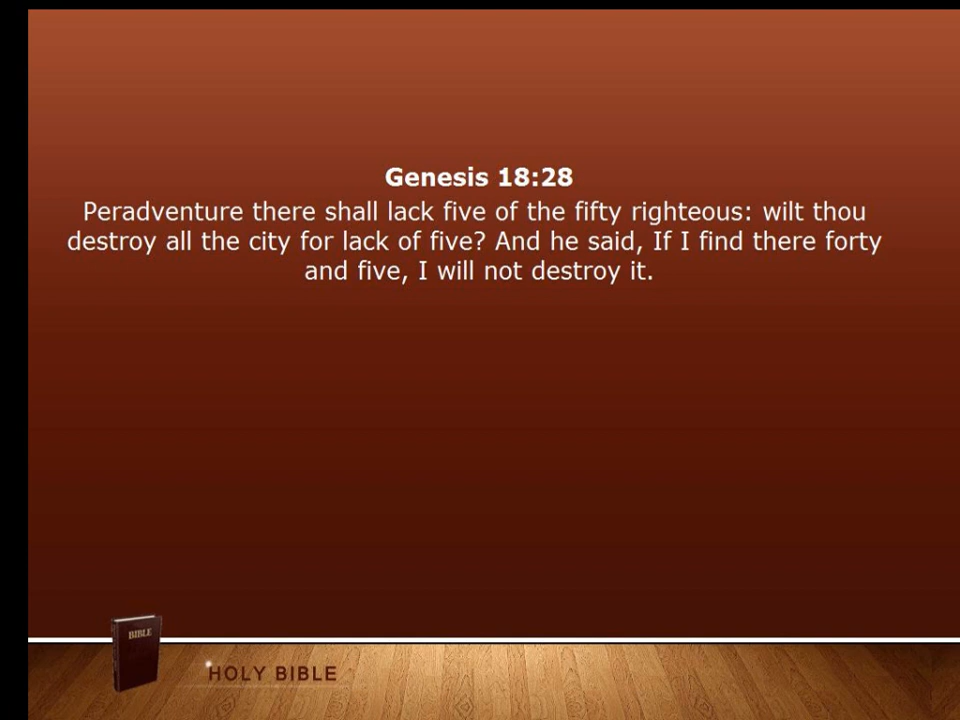 Genesis 18:28
Peradventure there shall lack five of the fifty righteous: wilt thou
destroy all the city for lack of five? And he said, If I find there forty
and five, I will not destroy it.
BIBLE
HOLY BIBLE